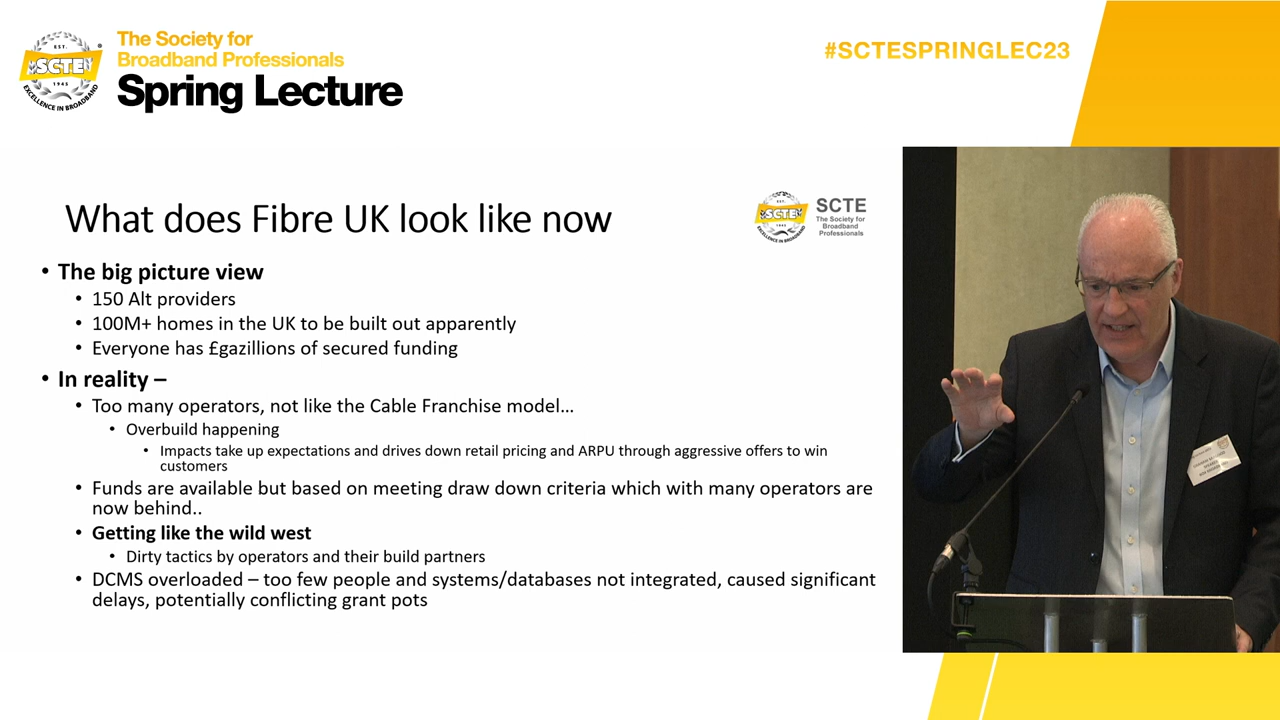 EST.
SCTE
1945
EXCELLENCE IN BROADBAND
®
The Society for
Broadband Professionals
Spring Lecture
#SCTESPRINGLEC23
What does Fibre UK look like now
EST.
SCTE
1945
SCTE
The Society for
Broadband
Professionals
• The big picture view
• 150 Alt providers
• 100M+ homes in the UK to be built out apparently
• Everyone has £gazillions of secured funding
• In reality –
• Too many operators, not like the Cable Franchise model…
• Overbuild happening
• Impacts take up expectations and drives down retail pricing and ARPU through aggressive offers to win
customers
• Funds are available but based on meeting draw down criteria which with many operators are
now behind..
• Getting like the wild west
• Dirty tactics by operators and their build partners
• DCMS overloaded – too few people and systems/databases not integrated, caused significant
delays, potentially conflicting grant pots